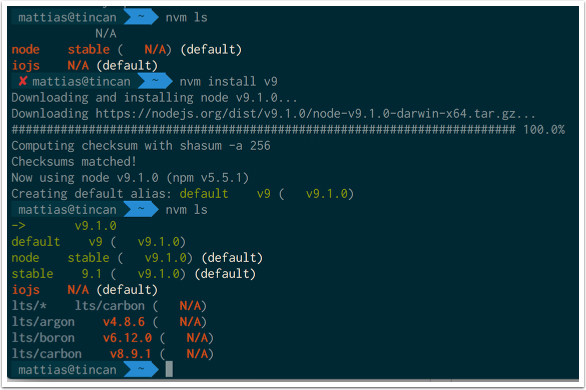 mattias@tincan ~ nvm ls
N/A
node stable ( N/A) (default)
iojs N/A (default)
✘ mattias@tincan ~ nvm install v9
Downloading and installing node v9.1.0...
Downloading https://nodejs.org/dist/v9.1.0/node-v9.1.0-darwin-x64.tar.gz...
######################################################################## 100.0%
Computing checksum with shasum -a 256
Checksums matched!
Now using node v9.1.0 (npm v5.5.1)
Creating default alias: default v9 ( v9.1.0)
mattias@tincan ~ nvm ls
-> v9.1.0
default v9 ( v9.1.0)
node stable ( v9.1.0) (default)
stable 9.1 ( v9.1.0) (default)
iojs N/A (default)
lts/* lts/carbon ( N/A)
lts/argon v4.8.6 ( N/A)
lts/boron v6.12.0 ( N/A)
lts/carbon v8.9.1 ( N/A)
mattias@tincan ~